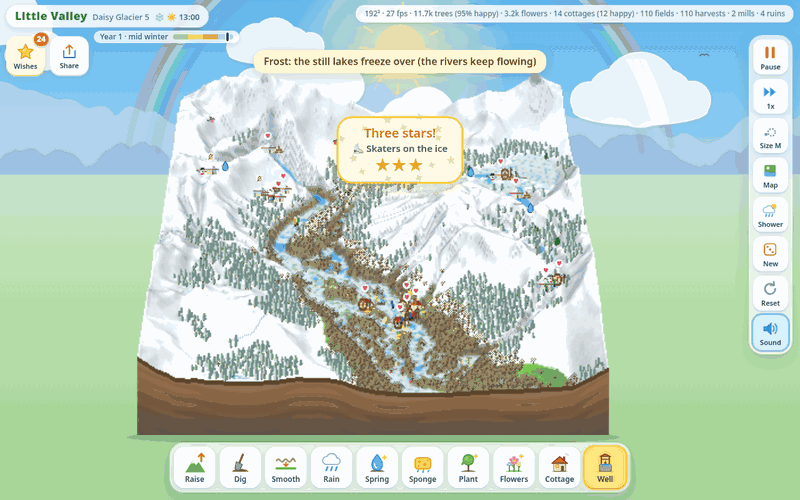 Little Valley Daisy Glacier 5 13:00
192² · 27 fps · 11.7k trees (95% happy) · 3.2k flowers · 14 cottages (12 happy) · 110 fields · 110 harvests · 2 mills · 4 ruins
Year 1 · mid winter
24
Wishes
Share
Frost: the still lakes freeze over (the rivers keep flowing)
Three stars!
Skaters on the ice
Pause
1x
Size M
Map
Shower
New
Reset
Sound
Raise
Dig
Smooth
Rain
Spring
Sponge
Plant
Flowers
Cottage
Well